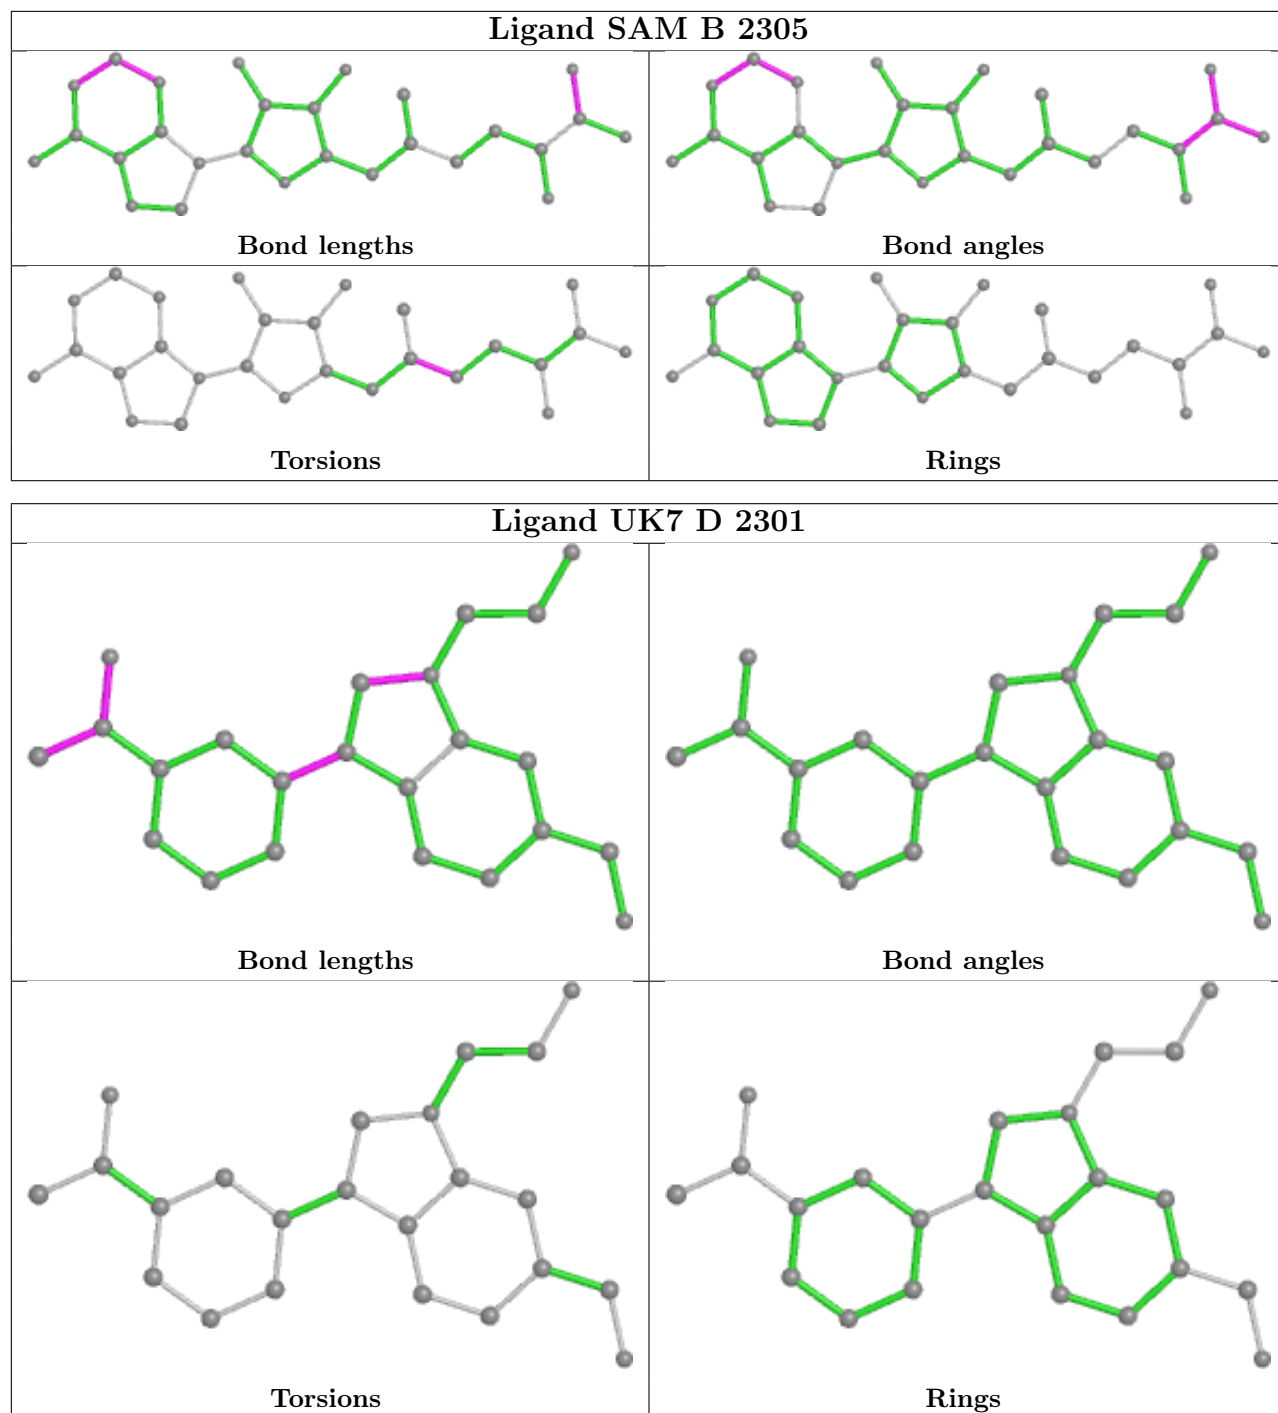 Ligand SAM B 2305
Bond lengths
Bond angles
Torsions
Rings
Ligand UK7 D 2301
Bond lengths
Bond angles
Torsions
Rings